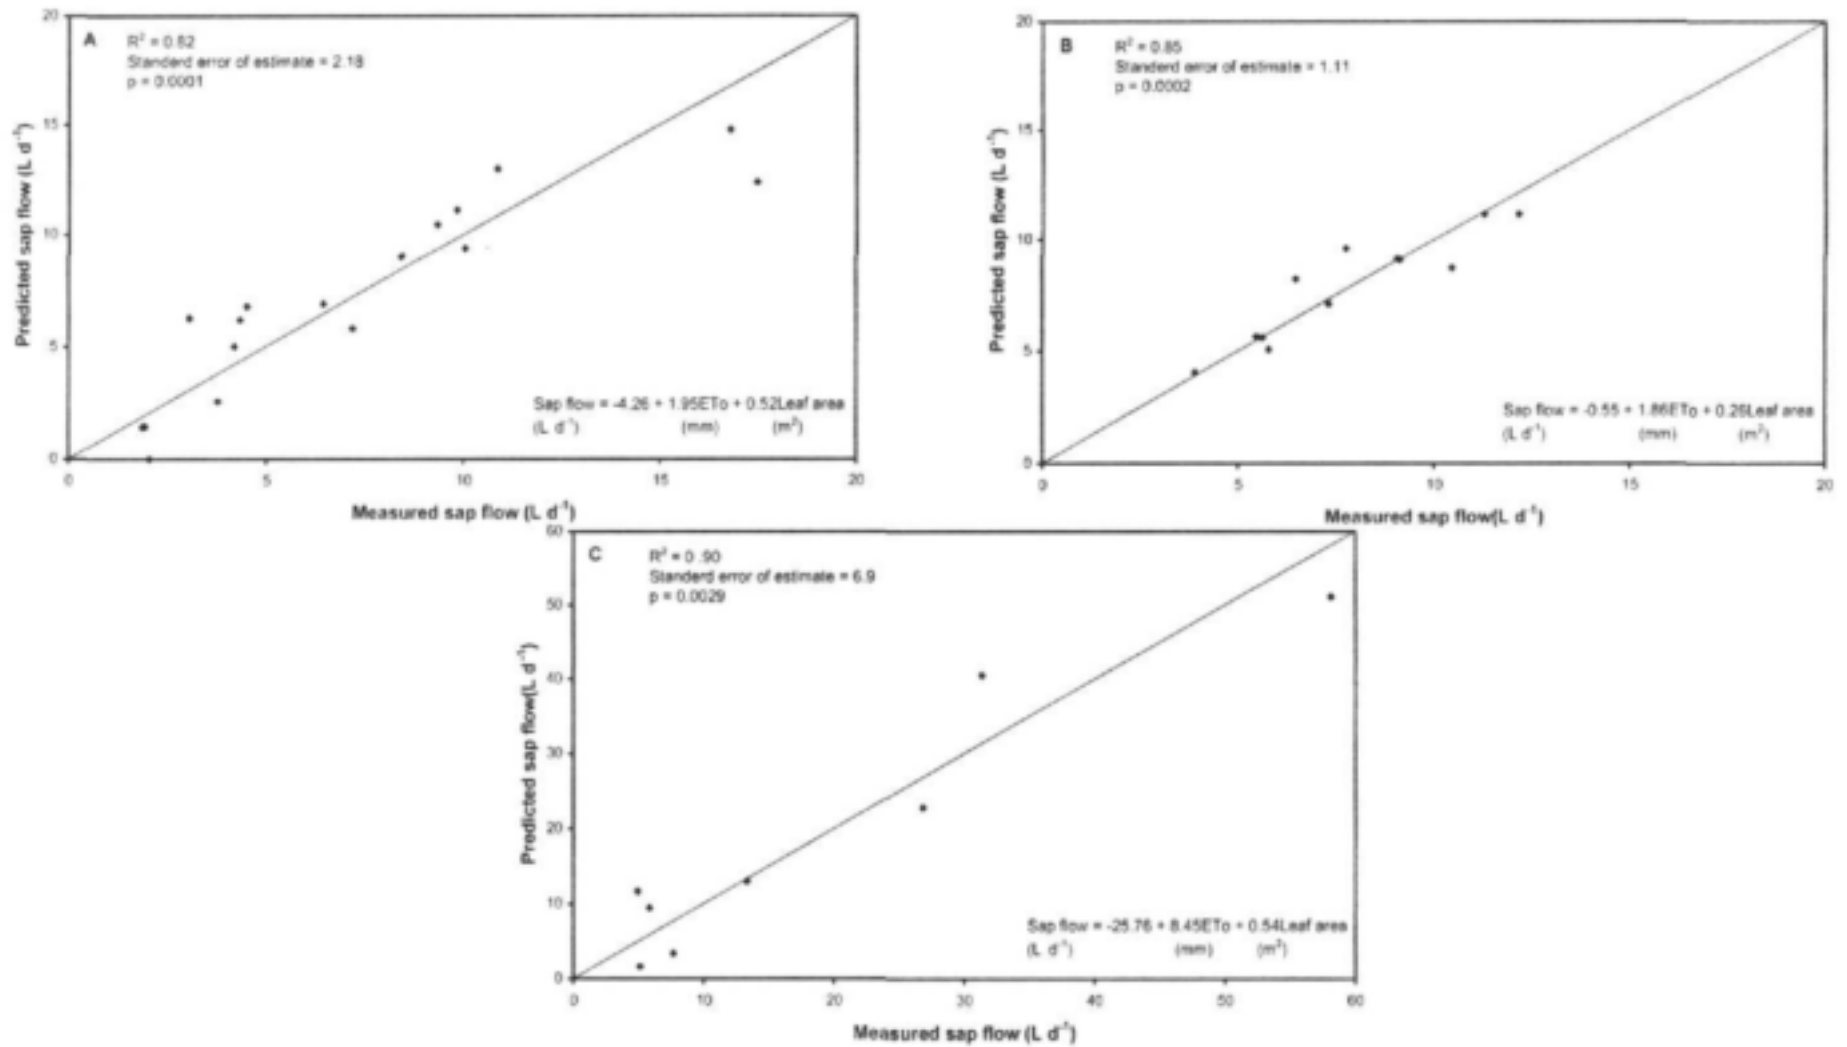 A
R² = 0.82
Standerd error of estimate = 2.18
p = 0.0001
20
15
10
5
0
Predicted sap flow (L d⁻¹)
Sap flow = -4.26 + 1.95ETo + 0.52Leaf area
(L d⁻¹) (mm) (m²)
0 5 10 15 20
Measured sap flow (L d⁻¹)
B
R² = 0.85
Standerd error of estimate = 1.11
p = 0.0002
20
15
10
5
0
Predicted sap flow (L d⁻¹)
Sap flow = -0.55 + 1.86ETo + 0.26Leaf area
(L d⁻¹) (mm) (m²)
0 5 10 15 20
Measured sap flow(L d⁻¹)
C
R² = 0.90
Standerd error of estimate = 6.9
p = 0.0029
60
50
40
30
20
10
0
Predicted sap flow(L d⁻¹)
Sap flow = -25.76 + 8.45ETo + 0.54Leaf area
(L d⁻¹) (mm) (m²)
0 10 20 30 40 50 60
Measured sap flow (L d⁻¹)